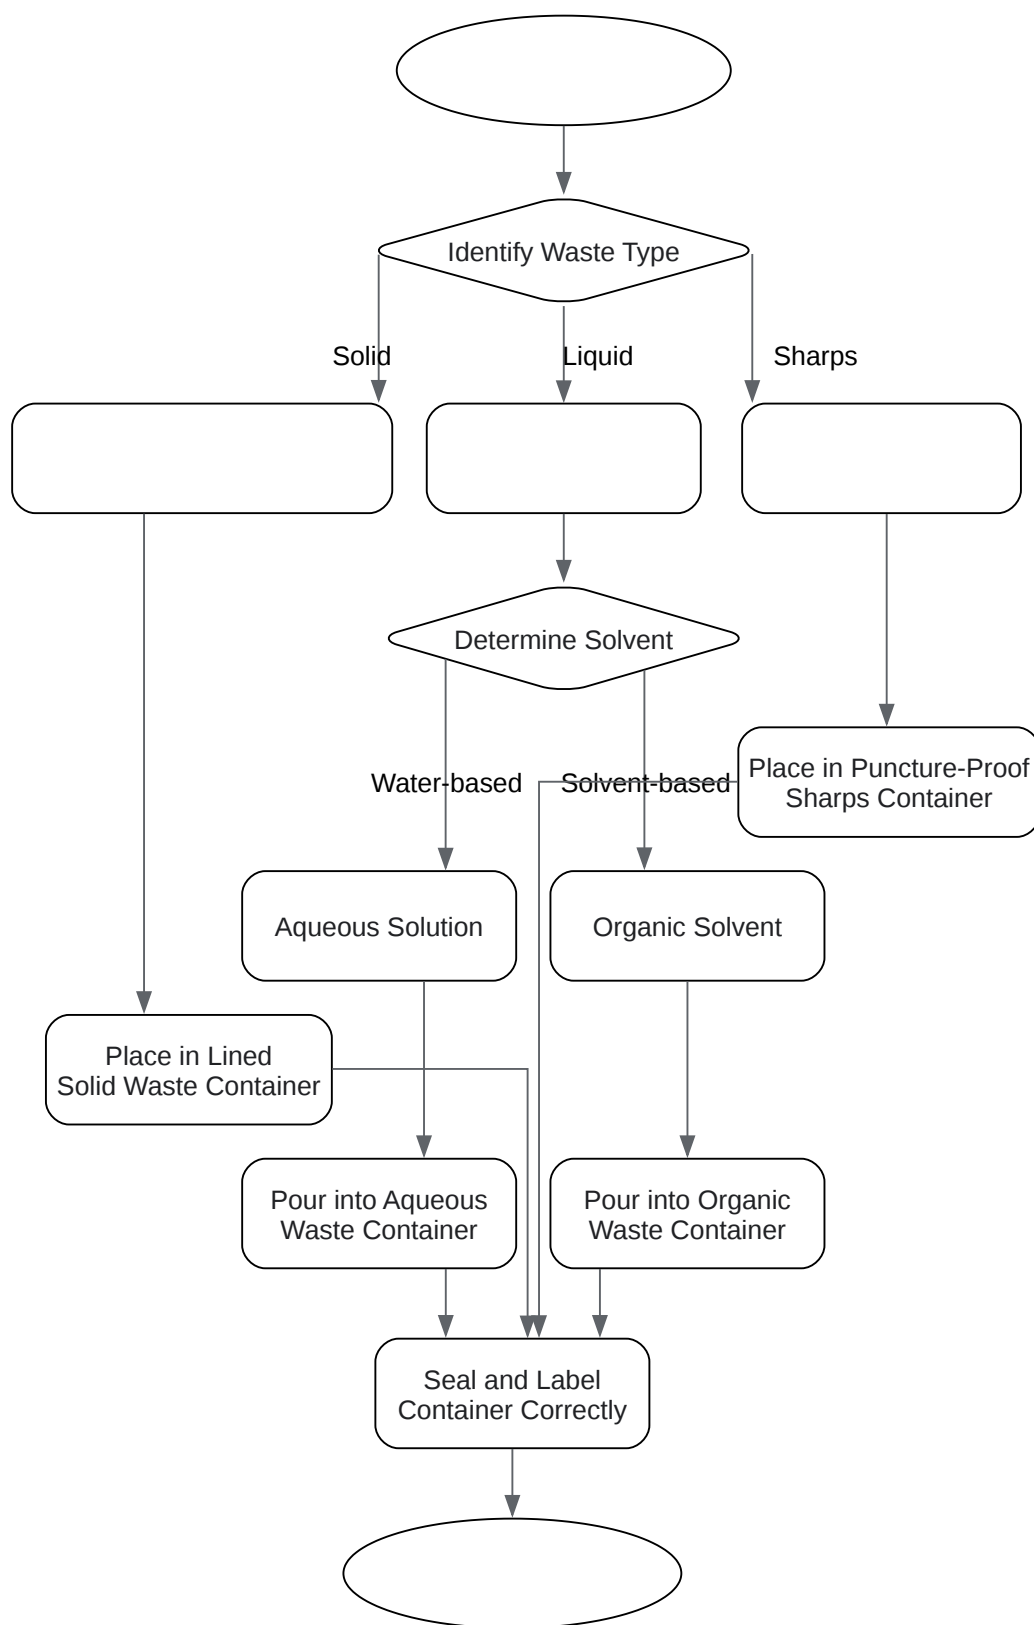 Identify Waste Type
Solid
Liquid
Sharps
Determine Solvent
Water-based
Solvent-based
Place in Puncture-Proof
Sharps Container
Aqueous Solution
Organic Solvent
Place in Lined
Solid Waste Container
Pour into Aqueous
Waste Container
Pour into Organic
Waste Container
Seal and Label
Container Correctly